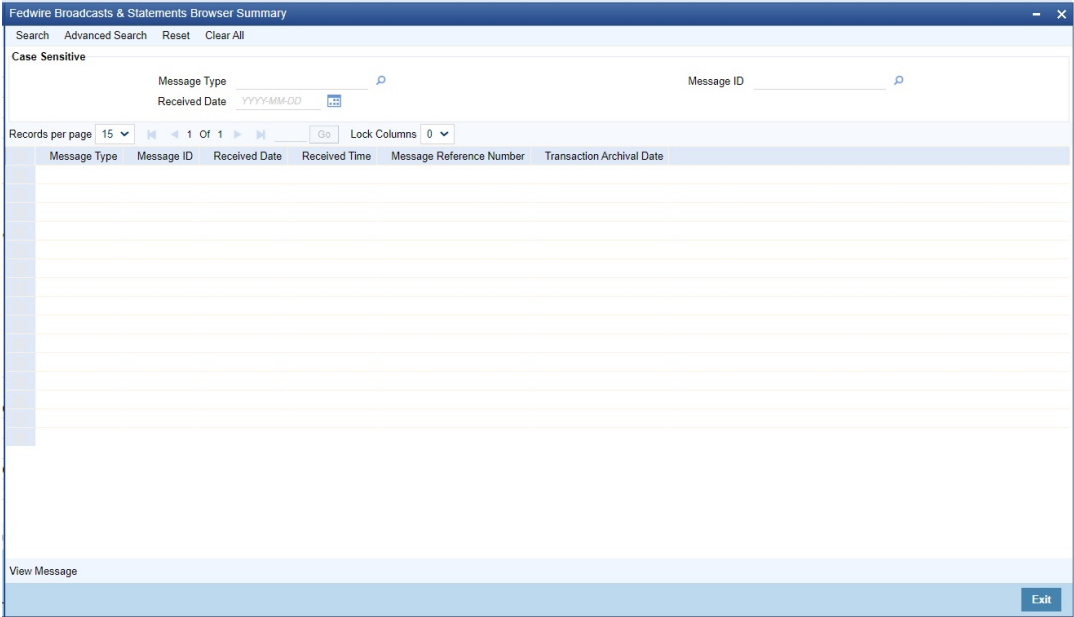 Fedwire Broadcasts & Statements Browser Summary
Search Advanced Search Reset Clear All
Case Sensitive
Message Type Message ID
Received Date YYYY-MM-DD
Records per page 15 1 Of 1 Go Lock Columns 0
Message Type Message ID Received Date Received Time Message Reference Number Transaction Archival Date
View Message
Exit